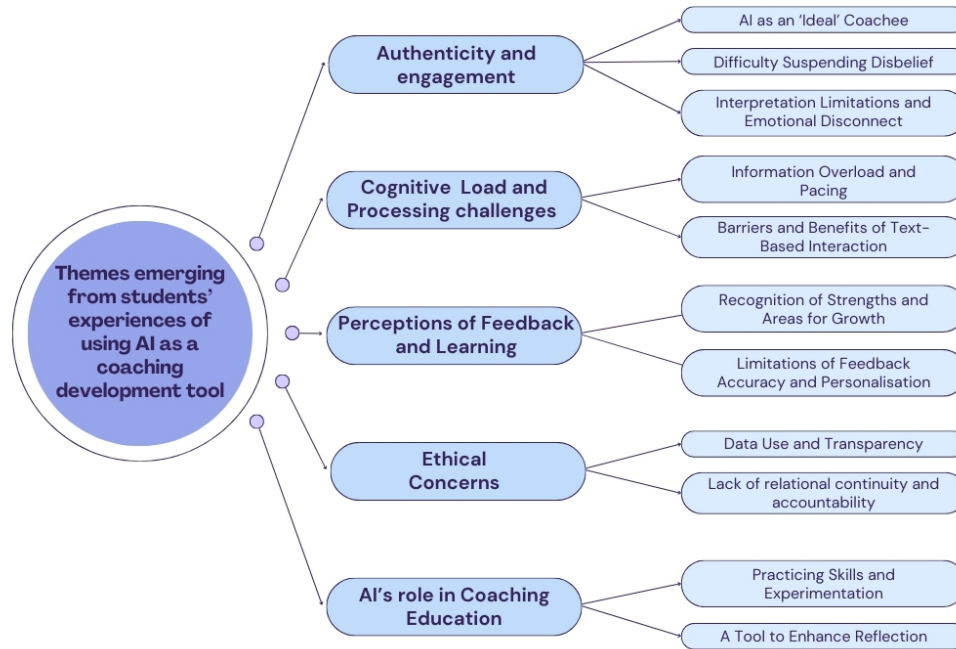 Themes emerging
from students’
experiences of
using AI as a
coaching
development tool
Authenticity and
engagement
AI as an ‘Ideal’ Coachee
Difficulty Suspending Disbelief
Interpretation Limitations and
Emotional Disconnect
Cognitive Load and
Processing challenges
Information Overload and
Pacing
Barriers and Benefits of Text-
Based Interaction
Perceptions of Feedback
and Learning
Recognition of Strengths and
Areas for Growth
Limitations of Feedback
Accuracy and Personalisation
Ethical
Concerns
Data Use and Transparency
Lack of relational continuity and
accountability
AI’s role in Coaching
Education
Practicing Skills and
Experimentation
A Tool to Enhance Reflection